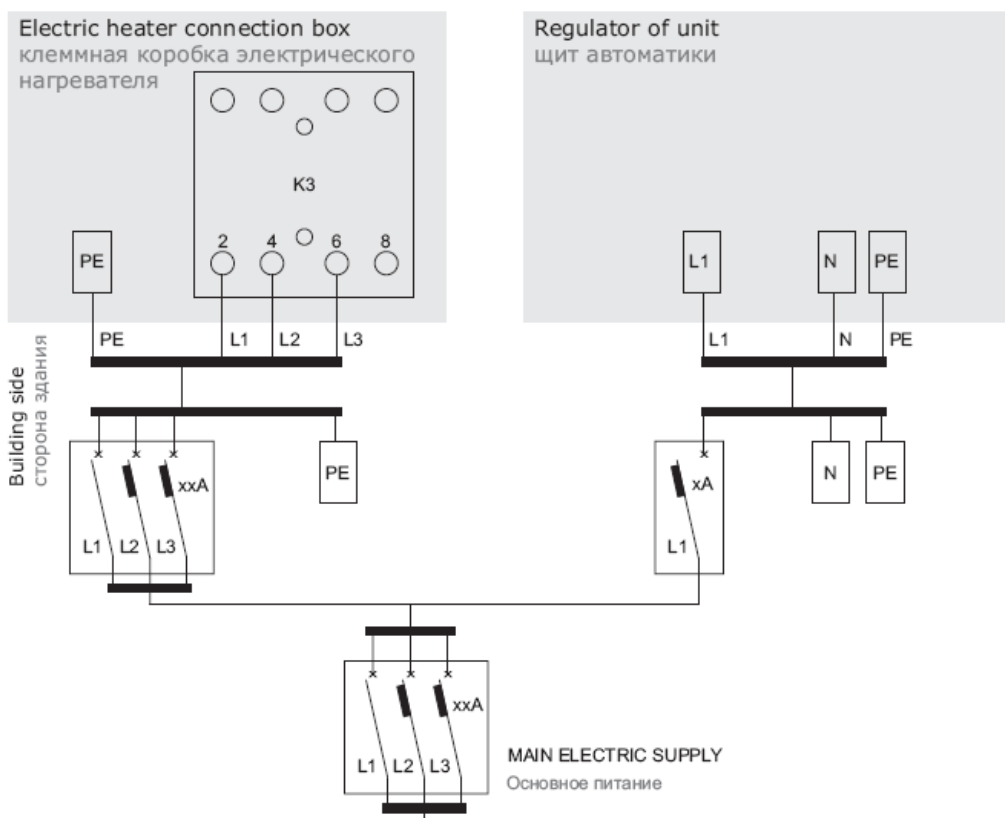 Electric heater connection box
клеммная коробка электрического
нагревателя
K3
2 4 6 8
PE
PE L1 L2 L3
Regulator of unit
щит автоматики
L1 N PE
L1 N PE
Building side
сторона здания
xxA
L1 L2 L3
PE
xA
L1
N PE
xxA
L1 L2 L3
MAIN ELECTRIC SUPPLY
Основное питание